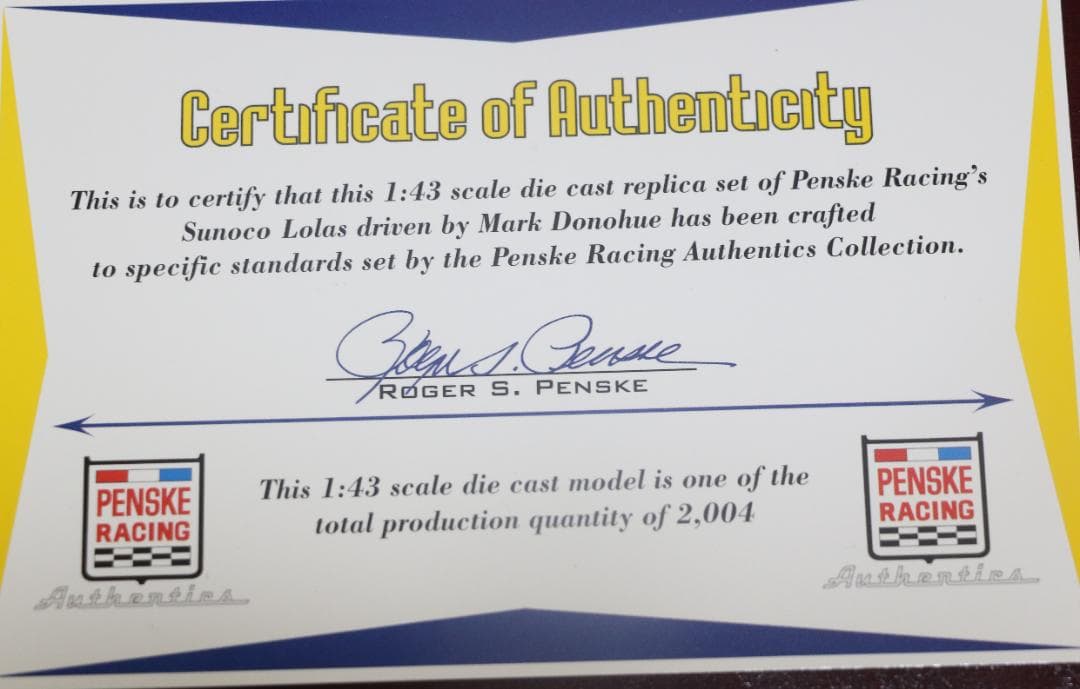 Certificate of Authenticity
This is to certify that this 1:43 scale die cast replica set of Penske Racing's
Sunoco Lolas driven by Mark Donohue has been crafted
to specific standards set by the Penske Racing Authentics Collection.
Roger S. Penske
ROGER S. PENSKE
PENSKE
RACING
Authentics
This 1:43 scale die cast model is one of the
total production quantity of 2,004
PENSKE
RACING
Authentics